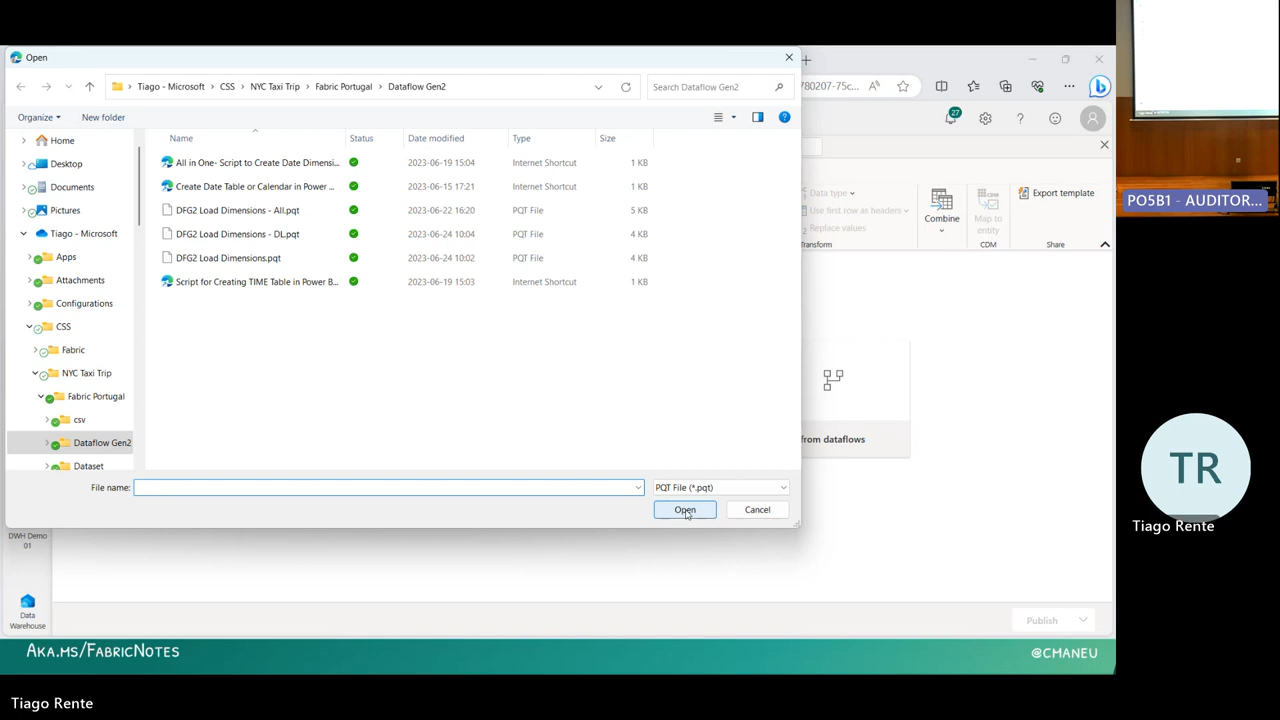 Open
Tiago - Microsoft > CSS > NYC Taxi Trip > Fabric Portugal > Dataflow Gen2
Search Dataflow Gen2
780207-75c...
Organize
New folder
27
Home
Desktop
Documents
Pictures
Tiago - Microsoft
Apps
Attachments
Configurations
CSS
Fabric
NYC Taxi Trip
Fabric Portugal
csv
Dataflow Gen2
Dataset
Name Status Date modified Type Size
All in One- Script to Create Date Dimensi... 2023-06-19 15:04 Internet Shortcut 1 KB
Create Date Table or Calendar in Power ... 2023-06-15 17:21 Internet Shortcut 1 KB
DFG2 Load Dimensions - All.pqt 2023-06-22 16:20 PQT File 5 KB
DFG2 Load Dimensions - DL.pqt 2023-06-24 10:04 PQT File 4 KB
DFG2 Load Dimensions.pqt 2023-06-24 10:02 PQT File 4 KB
Script for Creating TIME Table in Power B... 2023-06-19 15:03 Internet Shortcut 1 KB
File name:
PQT File (*.pqt)
Open
Cancel
Data type
Use first row as headers
Replace values
Transform
Combine
Map to
entity
CDM
Export template
Share
from dataflows
DWH Demo
01
Data
Warehouse
Publish
AKA.MS/FABRICNOTES
@CMANEU
PO5B1 - AUDITOR...
TR
Tiago Rente
Tiago Rente